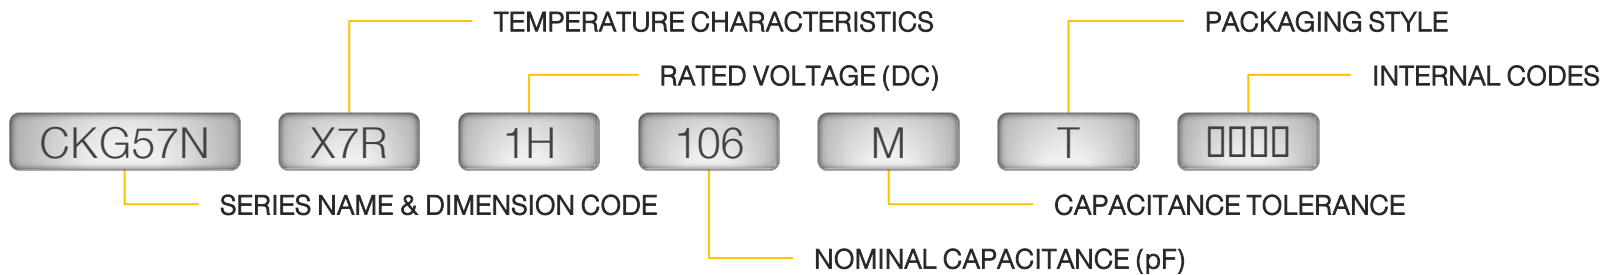 TEMPERATURE CHARACTERISTICS
PACKAGING STYLE
RATED VOLTAGE (DC)
INTERNAL CODES
CKG57N X7R 1H 106 M T □□□□
SERIES NAME & DIMENSION CODE
CAPACITANCE TOLERANCE
NOMINAL CAPACITANCE (pF)